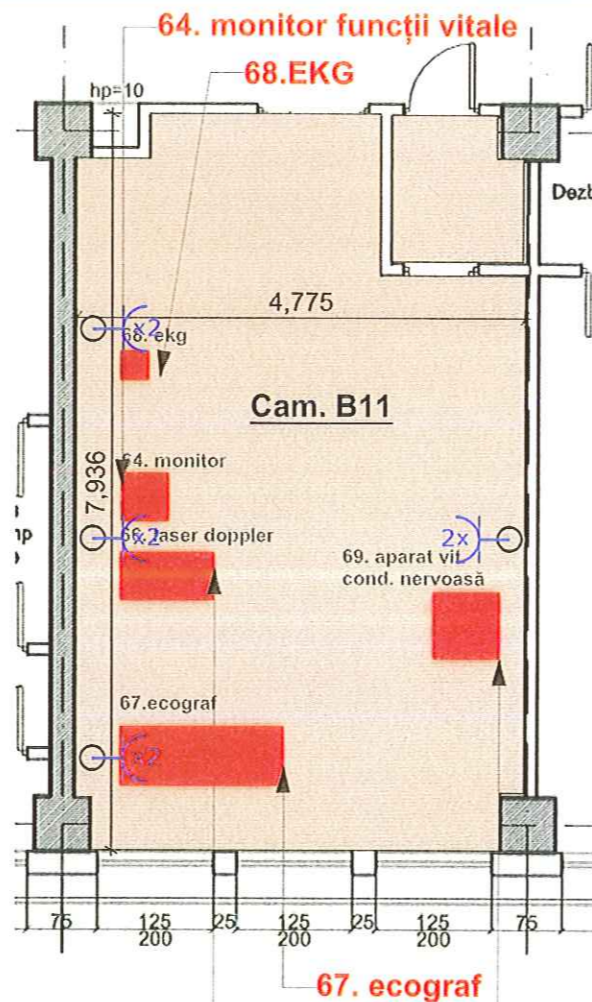 64. monitor funcții vitale
68.EKG
hp=10
Dezb
4,775
x2
68. ekg
Cam. B11
7,936
64. monitor
x2
66. laser doppler
2x
69. aparat vit.
cond. nervoasă
67.ecograf
x2
75 125 25 125 25 125 75
200 200 200
67. ecograf